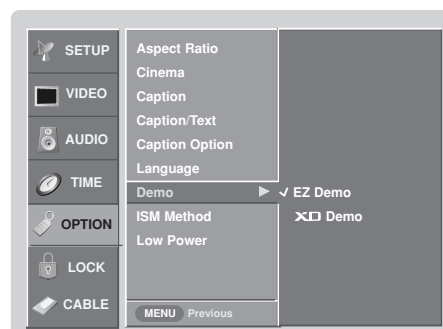 SETUP
VIDEO
AUDIO
TIME
OPTION
LOCK
CABLE
Aspect Ratio
Cinema
Caption
Caption/Text
Caption Option
Language
Demo
ISM Method
Low Power
MENU Previous
EZ Demo
XD Demo